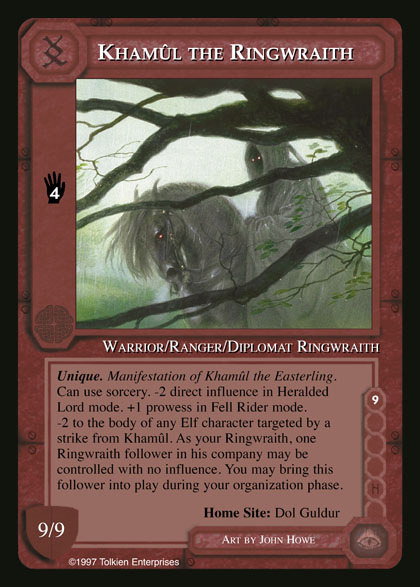 KHAMÛL THE RINGWRAITH
4
WARRIOR/RANGER/DIPLOMAT RINGWRAITH
Unique. Manifestation of Khamûl the Easterling.
Can use sorcery. -2 direct influence in Heralded
Lord mode. +1 prowess in Fell Rider mode.
-2 to the body of any Elf character targeted by a
strike from Khamûl. As your Ringwraith, one
Ringwraith follower in his company may be
controlled with no influence. You may bring this
follower into play during your organization phase.
9
H
Home Site: Dol Guldur
9/9
ART BY JOHN HOWE
©1997 Tolkien Enterprises